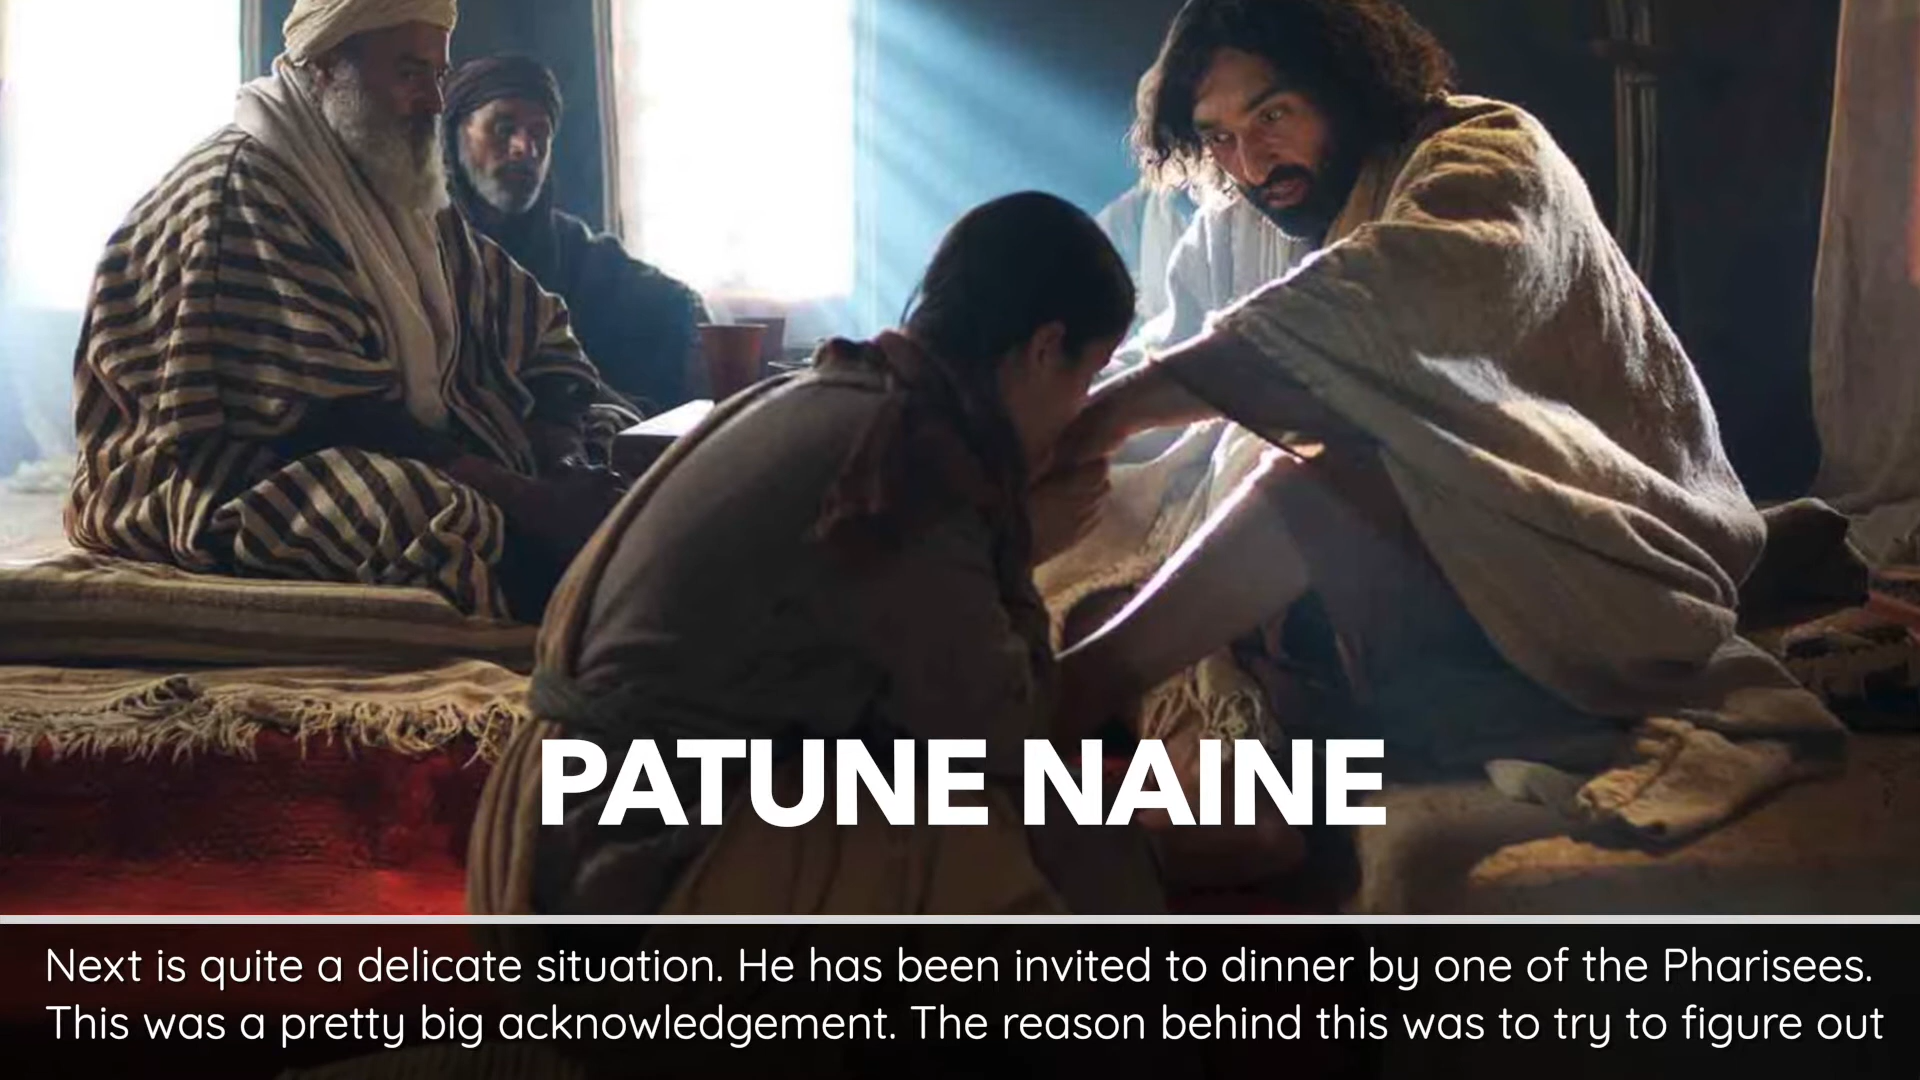 PATUNE NAINE
Next is quite a delicate situation. He has been invited to dinner by one of the Pharisees.
This was a pretty big acknowledgement. The reason behind this was to try to figure out